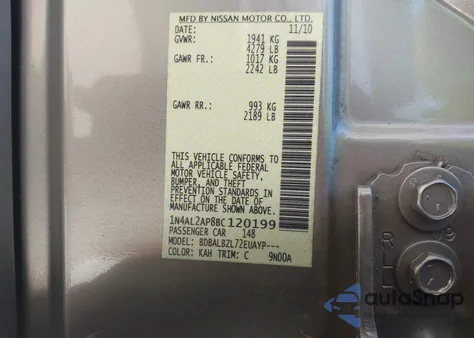 MFD BY NISSAN MOTOR CO., LTD.
DATE: 11/10
GVWR: 1941 KG
4279 LB
GAWR FR.: 1017 KG
2242 LB
GAWR RR.: 993 KG
2189 LB
THIS VEHICLE CONFORMS TO
ALL APPLICABLE FEDERAL
MOTOR VEHICLE SAFETY,
BUMPER, AND THEFT
PREVENTION STANDARDS IN
EFFECT ON THE DATE OF
MANUFACTURE SHOWN ABOVE.
1N4AL2AP8BC120199
PASSENGER CAR 148
MODEL: BDBALBZL72EUAYP---
COLOR: KAH TRIM: C 9N00A
autoSnap